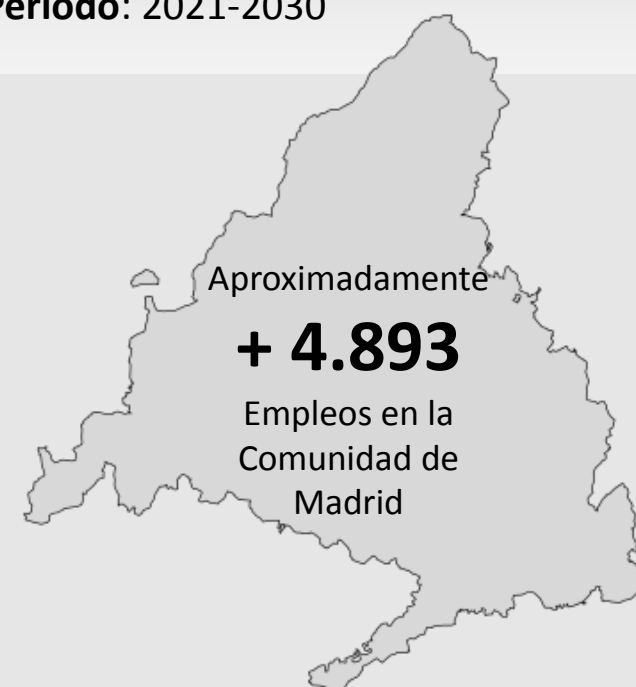 Periodo: 2021-2030
Aproximadamente
+ 4.893
Empleos en la
Comunidad de
Madrid